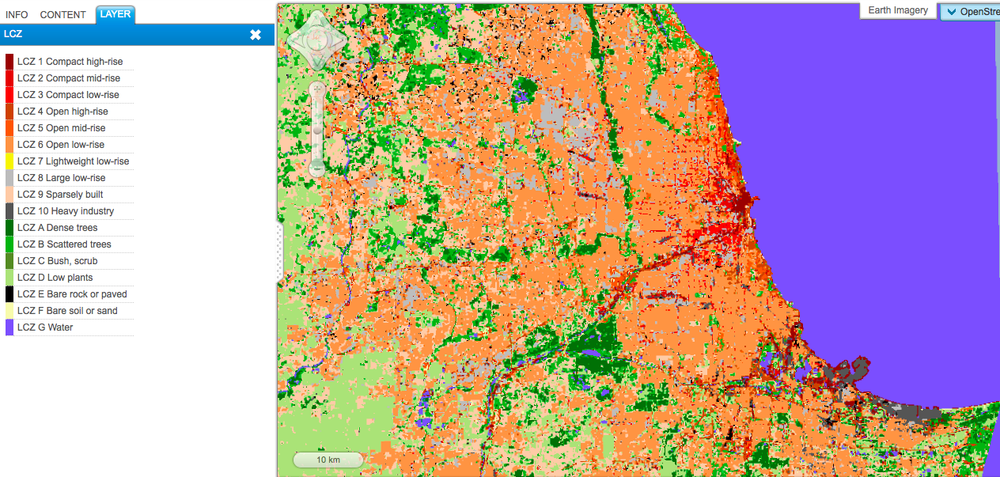 INFO CONTENT LAYER
LCZ
LCZ 1 Compact high-rise
LCZ 2 Compact mid-rise
LCZ 3 Compact low-rise
LCZ 4 Open high-rise
LCZ 5 Open mid-rise
LCZ 6 Open low-rise
LCZ 7 Lightweight low-rise
LCZ 8 Large low-rise
LCZ 9 Sparsely built
LCZ 10 Heavy industry
LCZ A Dense trees
LCZ B Scattered trees
LCZ C Bush, scrub
LCZ D Low plants
LCZ E Bare rock or paved
LCZ F Bare soil or sand
LCZ G Water
Earth Imagery
OpenStre
10 km